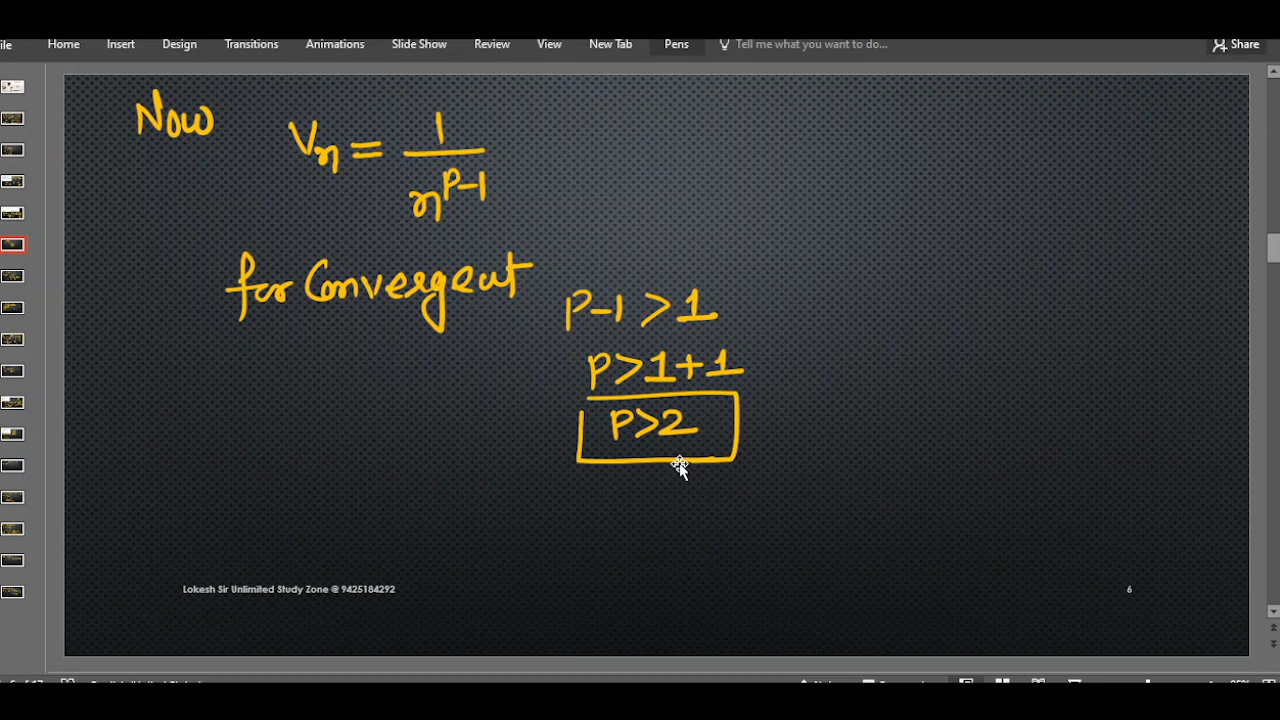 ile Home Insert Design Transitions Animations Slide Show Review View New Tab Pens Tell me what you want to do... Share
Now
Vn = 1/n^(P-1)
for Convergent
P-1 > 1
P > 1+1
P > 2
Lokesh Sir Unlimited Study Zone @ 9425184292
6